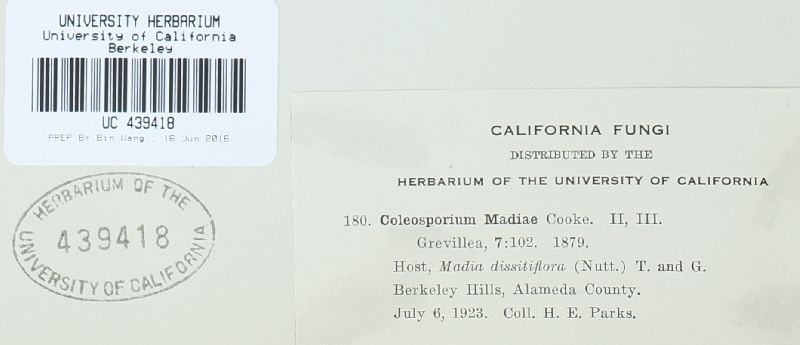 UNIVERSITY HERBARIUM
University of California
Berkeley
UC 439418
PREP BY Bin Wang , 16 Jun 2016
HERBARIUM OF THE
439418
UNIVERSITY OF CALIFORNIA
CALIFORNIA FUNGI
DISTRIBUTED BY THE
HERBARIUM OF THE UNIVERSITY OF CALIFORNIA
180. Coleosporium Madiae Cooke. II, III.
Grevillea, 7:102. 1879.
Host, Madia dissitiflora (Nutt.) T. and G.
Berkeley Hills, Alameda County.
July 6, 1923. Coll. H. E. Parks.